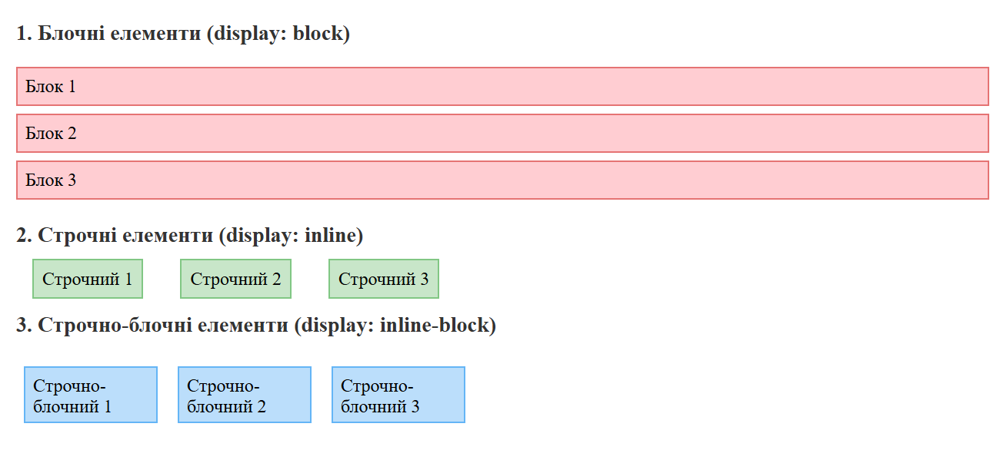 1. Блочні елементи (display: block)
Блок 1
Блок 2
Блок 3
2. Строчні елементи (display: inline)
Строчний 1 Строчний 2 Строчний 3
3. Строчно-блочні елементи (display: inline-block)
Строчно- Строчно- Строчно-
блочний 1 блочний 2 блочний 3